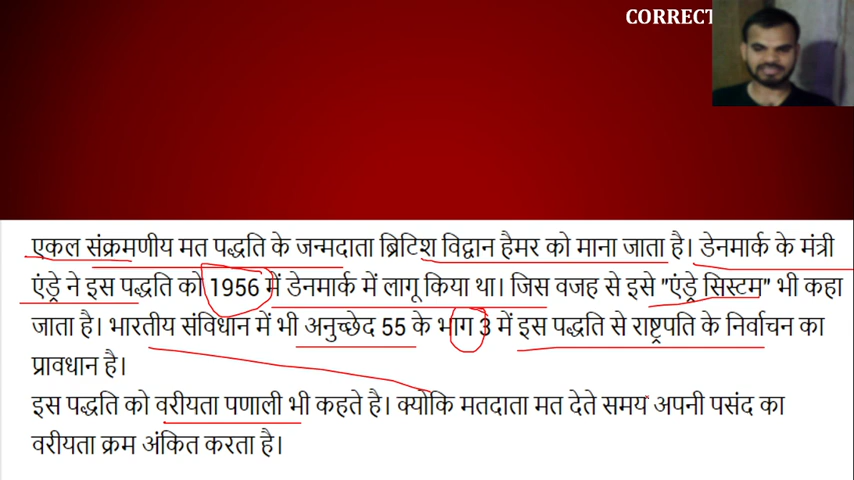 CORRECT
एकल संक्रमणीय मत पद्धति के जन्मदाता ब्रिटिश विद्वान हैमर को माना जाता है। डेनमार्क के मंत्री
एंड्रे ने इस पद्धति को 1956 में डेनमार्क में लागू किया था। जिस वजह से इसे "एंड्रे सिस्टम" भी कहा
जाता है। भारतीय संविधान में भी अनुच्छेद 55 के भाग 3 में इस पद्धति से राष्ट्रपति के निर्वाचन का
प्रावधान है।
इस पद्धति को वरीयता पणाली भी कहते है। क्योकि मतदाता मत देते समय अपनी पसंद का
वरीयता क्रम अंकित करता है।